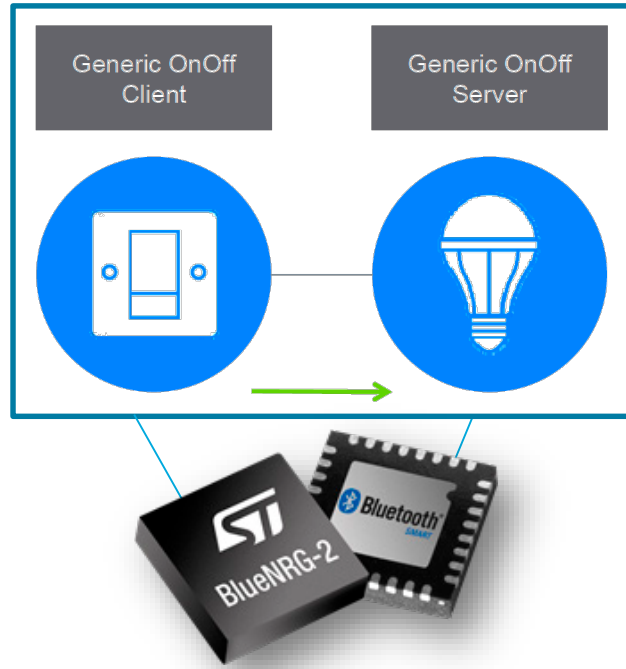 Generic OnOff
Client
Generic OnOff
Server
ST
BlueNRG-2
Bluetooth®
SMART